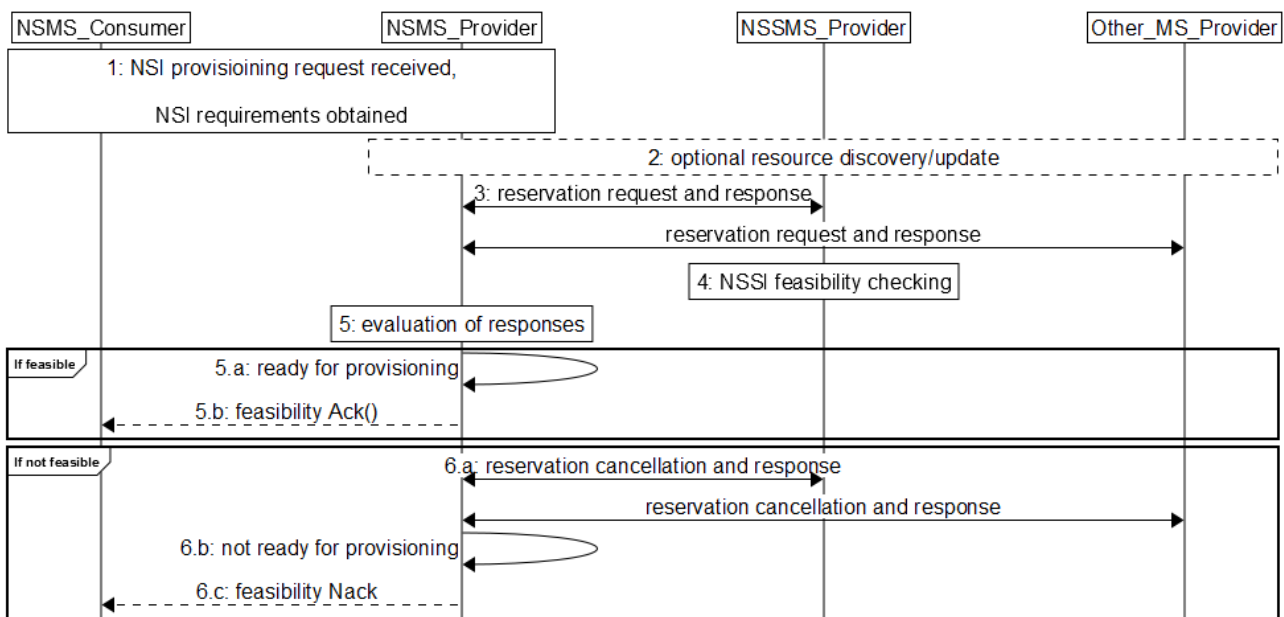 NSMS_Consumer
NSMS_Provider
NSSMS_Provider
Other_MS_Provider
1: NSI provisioining request received,
NSI requirements obtained
2: optional resource discovery/update
3: reservation request and response
reservation request and response
4: NSSI feasibility checking
5: evaluation of responses
If feasible
5.a: ready for provisioning
5.b: feasibility Ack()
If not feasible
6.a: reservation cancellation and response
reservation cancellation and response
6.b: not ready for provisioning
6.c: feasibility Nack